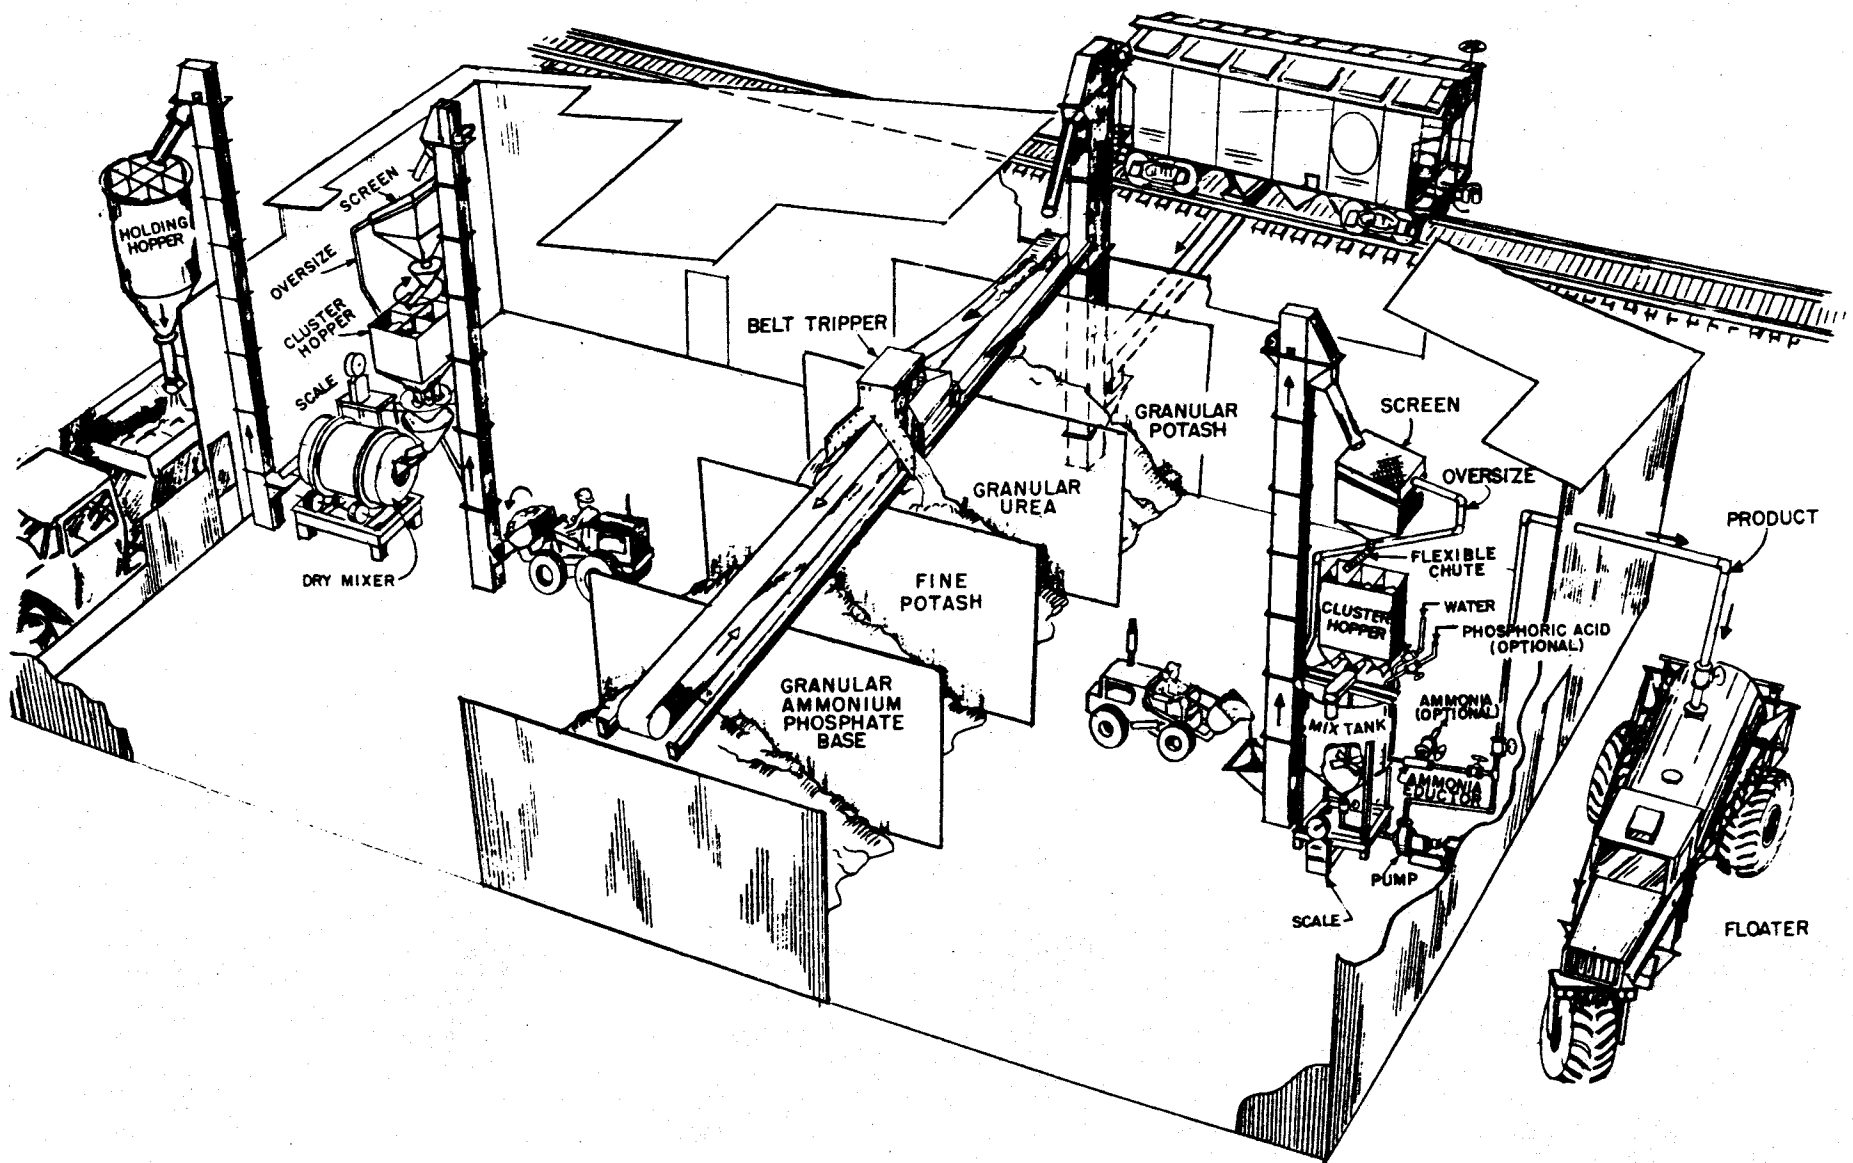 HOLDING
HOPPER
SCREEN
OVERSIZE
CLUSTER
HOPPER
SCALE
DRY MIXER
BELT TRIPPER
GRANULAR
POTASH
GRANULAR
UREA
FINE
POTASH
GRANULAR
AMMONIUM
PHOSPHATE
BASE
SCREEN
OVERSIZE
FLEXIBLE
CHUTE
CLUSTER
HOPPER
WATER
PHOSPHORIC ACID
(OPTIONAL)
AMMONIA
(OPTIONAL)
MIX TANK
AMMONIA
EDUCTOR
PUMP
SCALE
PRODUCT
FLOATER